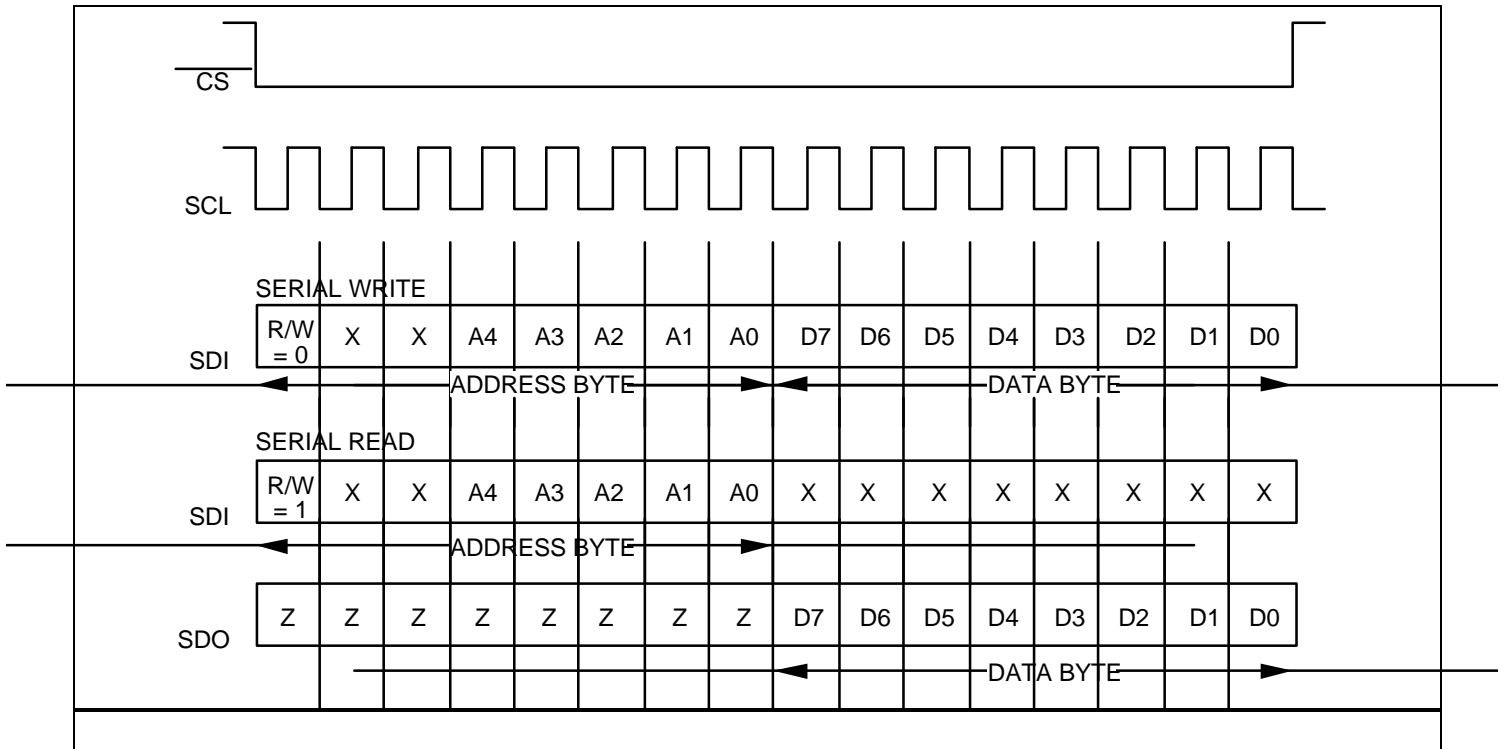 CS
SCL
SERIAL WRITE
SDI R/W = 0 X X A4 A3 A2 A1 A0 D7 D6 D5 D4 D3 D2 D1 D0
ADDRESS BYTE DATA BYTE
SERIAL READ
SDI R/W = 1 X X A4 A3 A2 A1 A0 X X X X X X X X
ADDRESS BYTE
SDO Z Z Z Z Z Z Z Z D7 D6 D5 D4 D3 D2 D1 D0
DATA BYTE